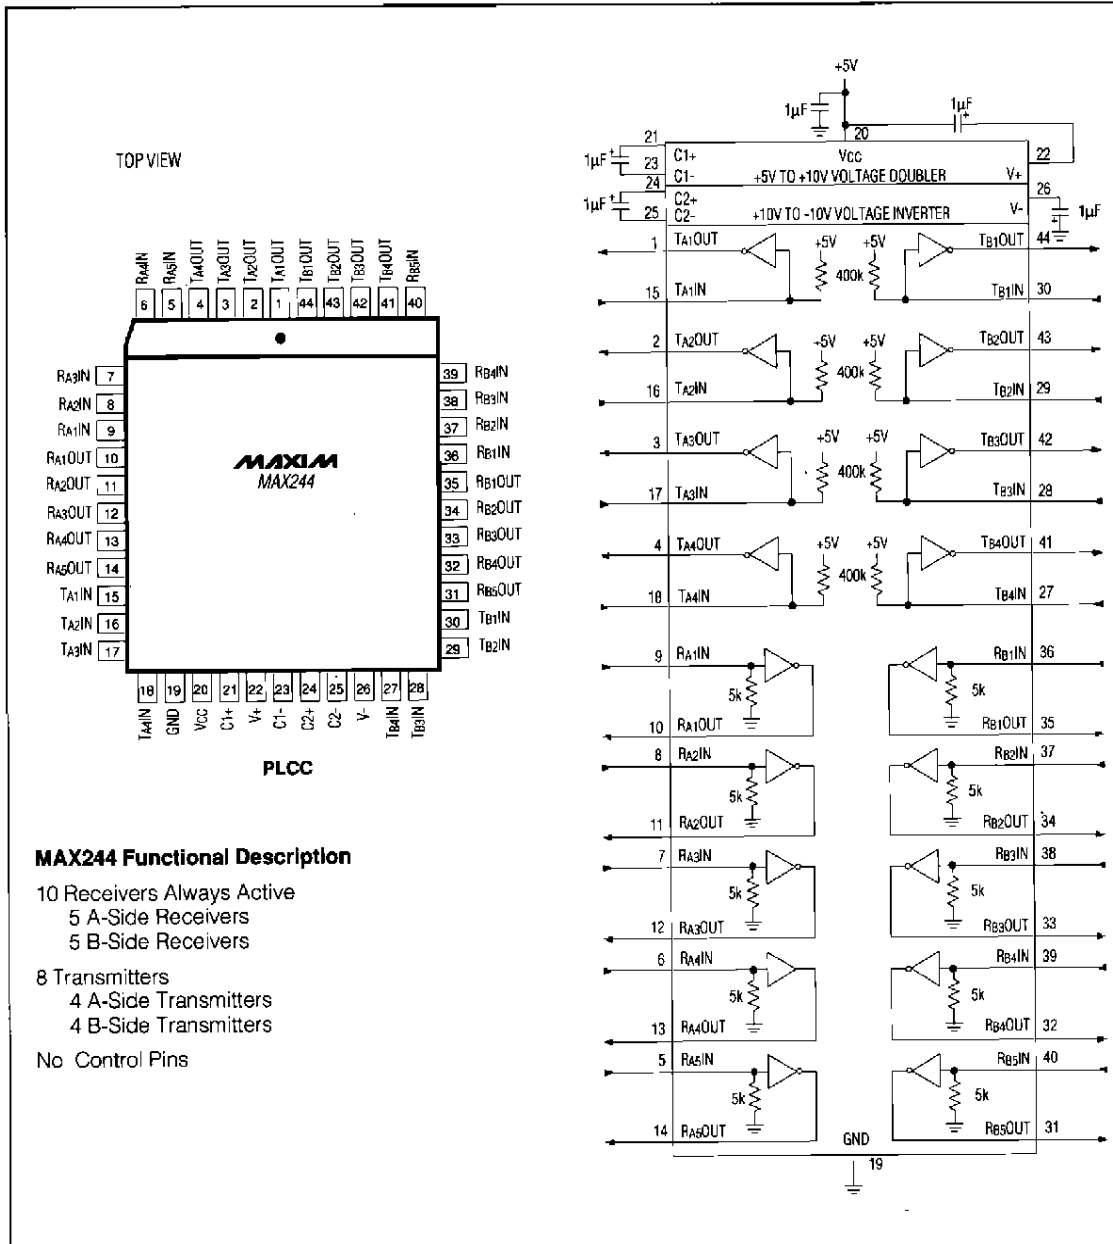 TOP VIEW
RA4IN RA5IN TA4OUT TA3OUT TA2OUT TA1OUT TB1OUT TB2OUT TB3OUT TB4OUT RB5IN
6 5 4 3 2 1 44 43 42 41 40
RA3IN 7
RA2IN 8
RA1IN 9
RA1OUT 10
RA2OUT 11
RA3OUT 12
RA4OUT 13
RA5OUT 14
TA1IN 15
TA2IN 16
TA3IN 17
MAXIM
MAX244
39 RB4IN
38 RB3IN
37 RB2IN
36 RB1IN
35 RB1OUT
34 RB2OUT
33 RB3OUT
32 RB4OUT
31 RB5OUT
30 TB1IN
29 TB2IN
18 19 20 21 22 23 24 25 26 27 28
TA4IN GND VCC C1+ V+ C1- C2+ C2- V- TB4IN TB3IN
PLCC
MAX244 Functional Description
10 Receivers Always Active
5 A-Side Receivers
5 B-Side Receivers
8 Transmitters
4 A-Side Transmitters
4 B-Side Transmitters
No Control Pins
+5V
1µF 1µF +
21 20
C1+ VCC 22
1µF + 23
C1- +5V TO +10V VOLTAGE DOUBLER V+
24 26
C2+ V-
1µF + 25 C2- +10V TO -10V VOLTAGE INVERTER + 1µF
1 TA1OUT +5V +5V TB1OUT 44
400k
15 TA1IN TB1IN 30
2 TA2OUT +5V +5V TB2OUT 43
400k
16 TA2IN TB2IN 29
3 TA3OUT +5V +5V TB3OUT 42
400k
17 TA3IN TB3IN 28
4 TA4OUT +5V +5V TB4OUT 41
400k
18 TA4IN TB4IN 27
9 RA1IN RB1IN 36
5k 5k
10 RA1OUT RB1OUT 35
8 RA2IN RB2IN 37
5k 5k
11 RA2OUT RB2OUT 34
7 RA3IN RB3IN 38
5k 5k
12 RA3OUT RB3OUT 33
6 RA4IN RB4IN 39
5k 5k
13 RA4OUT RB4OUT 32
5 RA5IN RB5IN 40
5k 5k
14 RA5OUT RB5OUT 31
GND
19